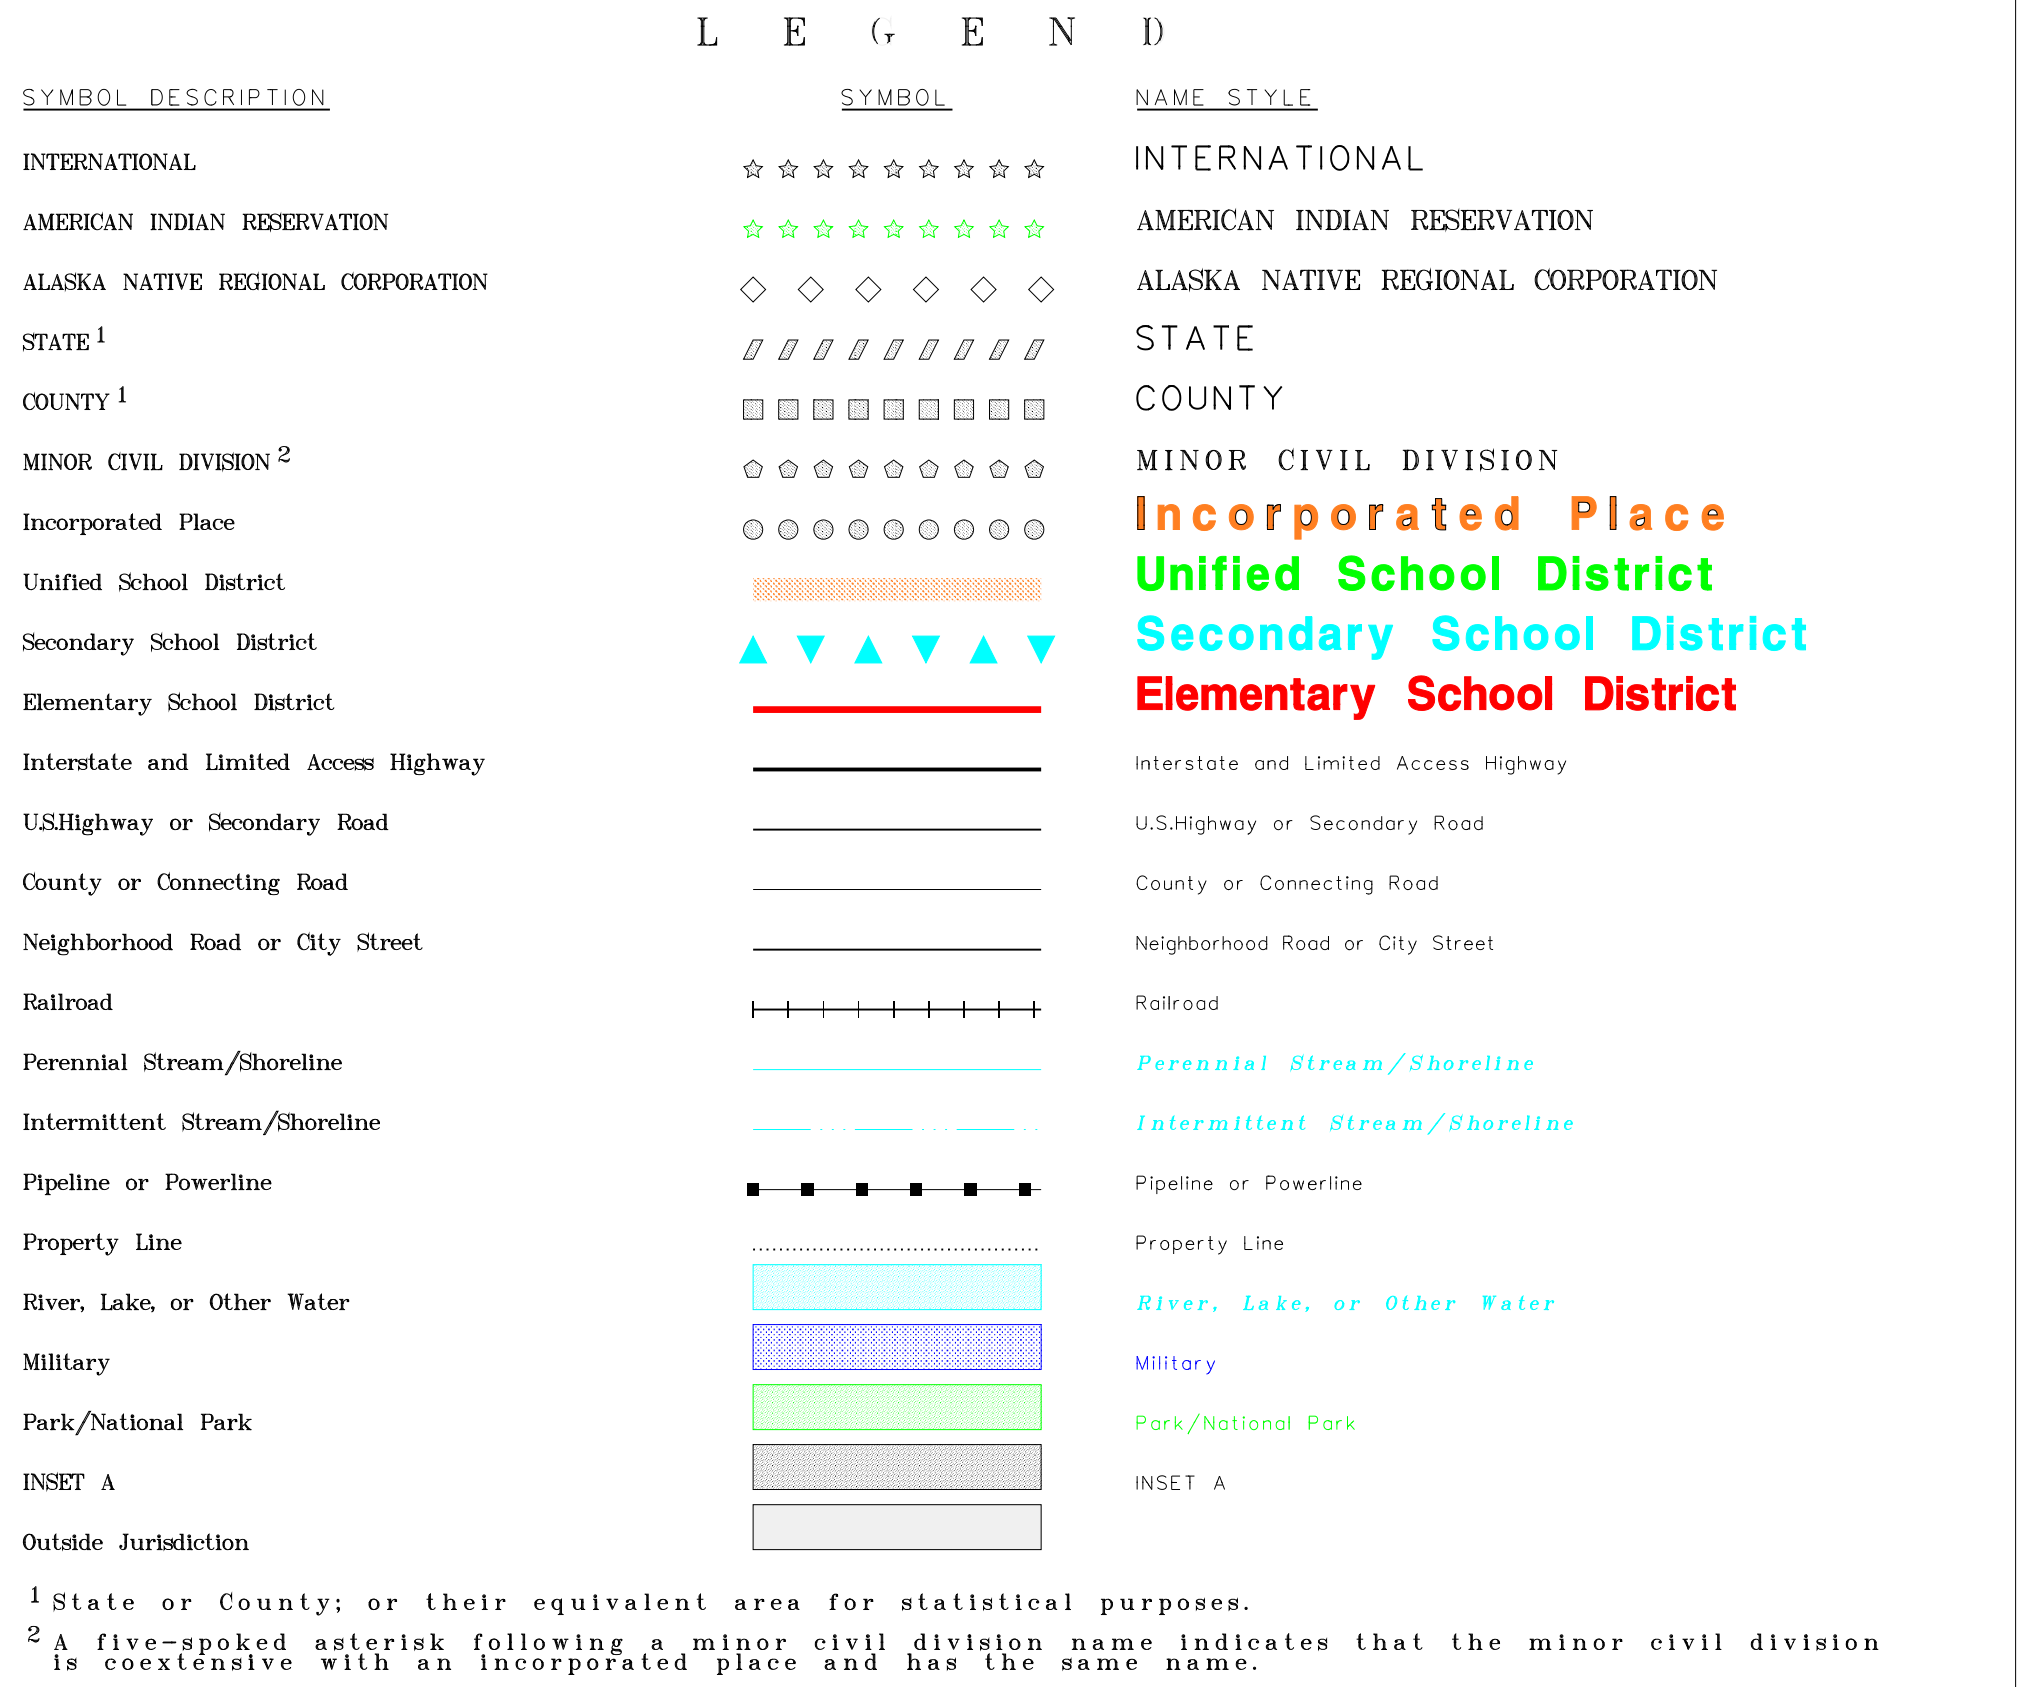 L E G E N D
SYMBOL DESCRIPTION SYMBOL NAME STYLE
INTERNATIONAL INTERNATIONAL
AMERICAN INDIAN RESERVATION AMERICAN INDIAN RESERVATION
ALASKA NATIVE REGIONAL CORPORATION ALASKA NATIVE REGIONAL CORPORATION
STATE 1 STATE
COUNTY 1 COUNTY
MINOR CIVIL DIVISION 2 MINOR CIVIL DIVISION
Incorporated Place Incorporated Place
Unified School District Unified School District
Secondary School District Secondary School District
Elementary School District Elementary School District
Interstate and Limited Access Highway Interstate and Limited Access Highway
U.S.Highway or Secondary Road U.S.Highway or Secondary Road
County or Connecting Road County or Connecting Road
Neighborhood Road or City Street Neighborhood Road or City Street
Railroad Railroad
Perennial Stream/Shoreline Perennial Stream/Shoreline
Intermittent Stream/Shoreline Intermittent Stream/Shoreline
Pipeline or Powerline Pipeline or Powerline
Property Line Property Line
River, Lake, or Other Water River, Lake, or Other Water
Military Military
Park/National Park Park/National Park
INSET A INSET A
Outside Jurisdiction
1 State or County; or their equivalent area for statistical purposes.
2 A five-spoked asterisk following a minor civil division name indicates that the minor civil division
is coextensive with an incorporated place and has the same name.